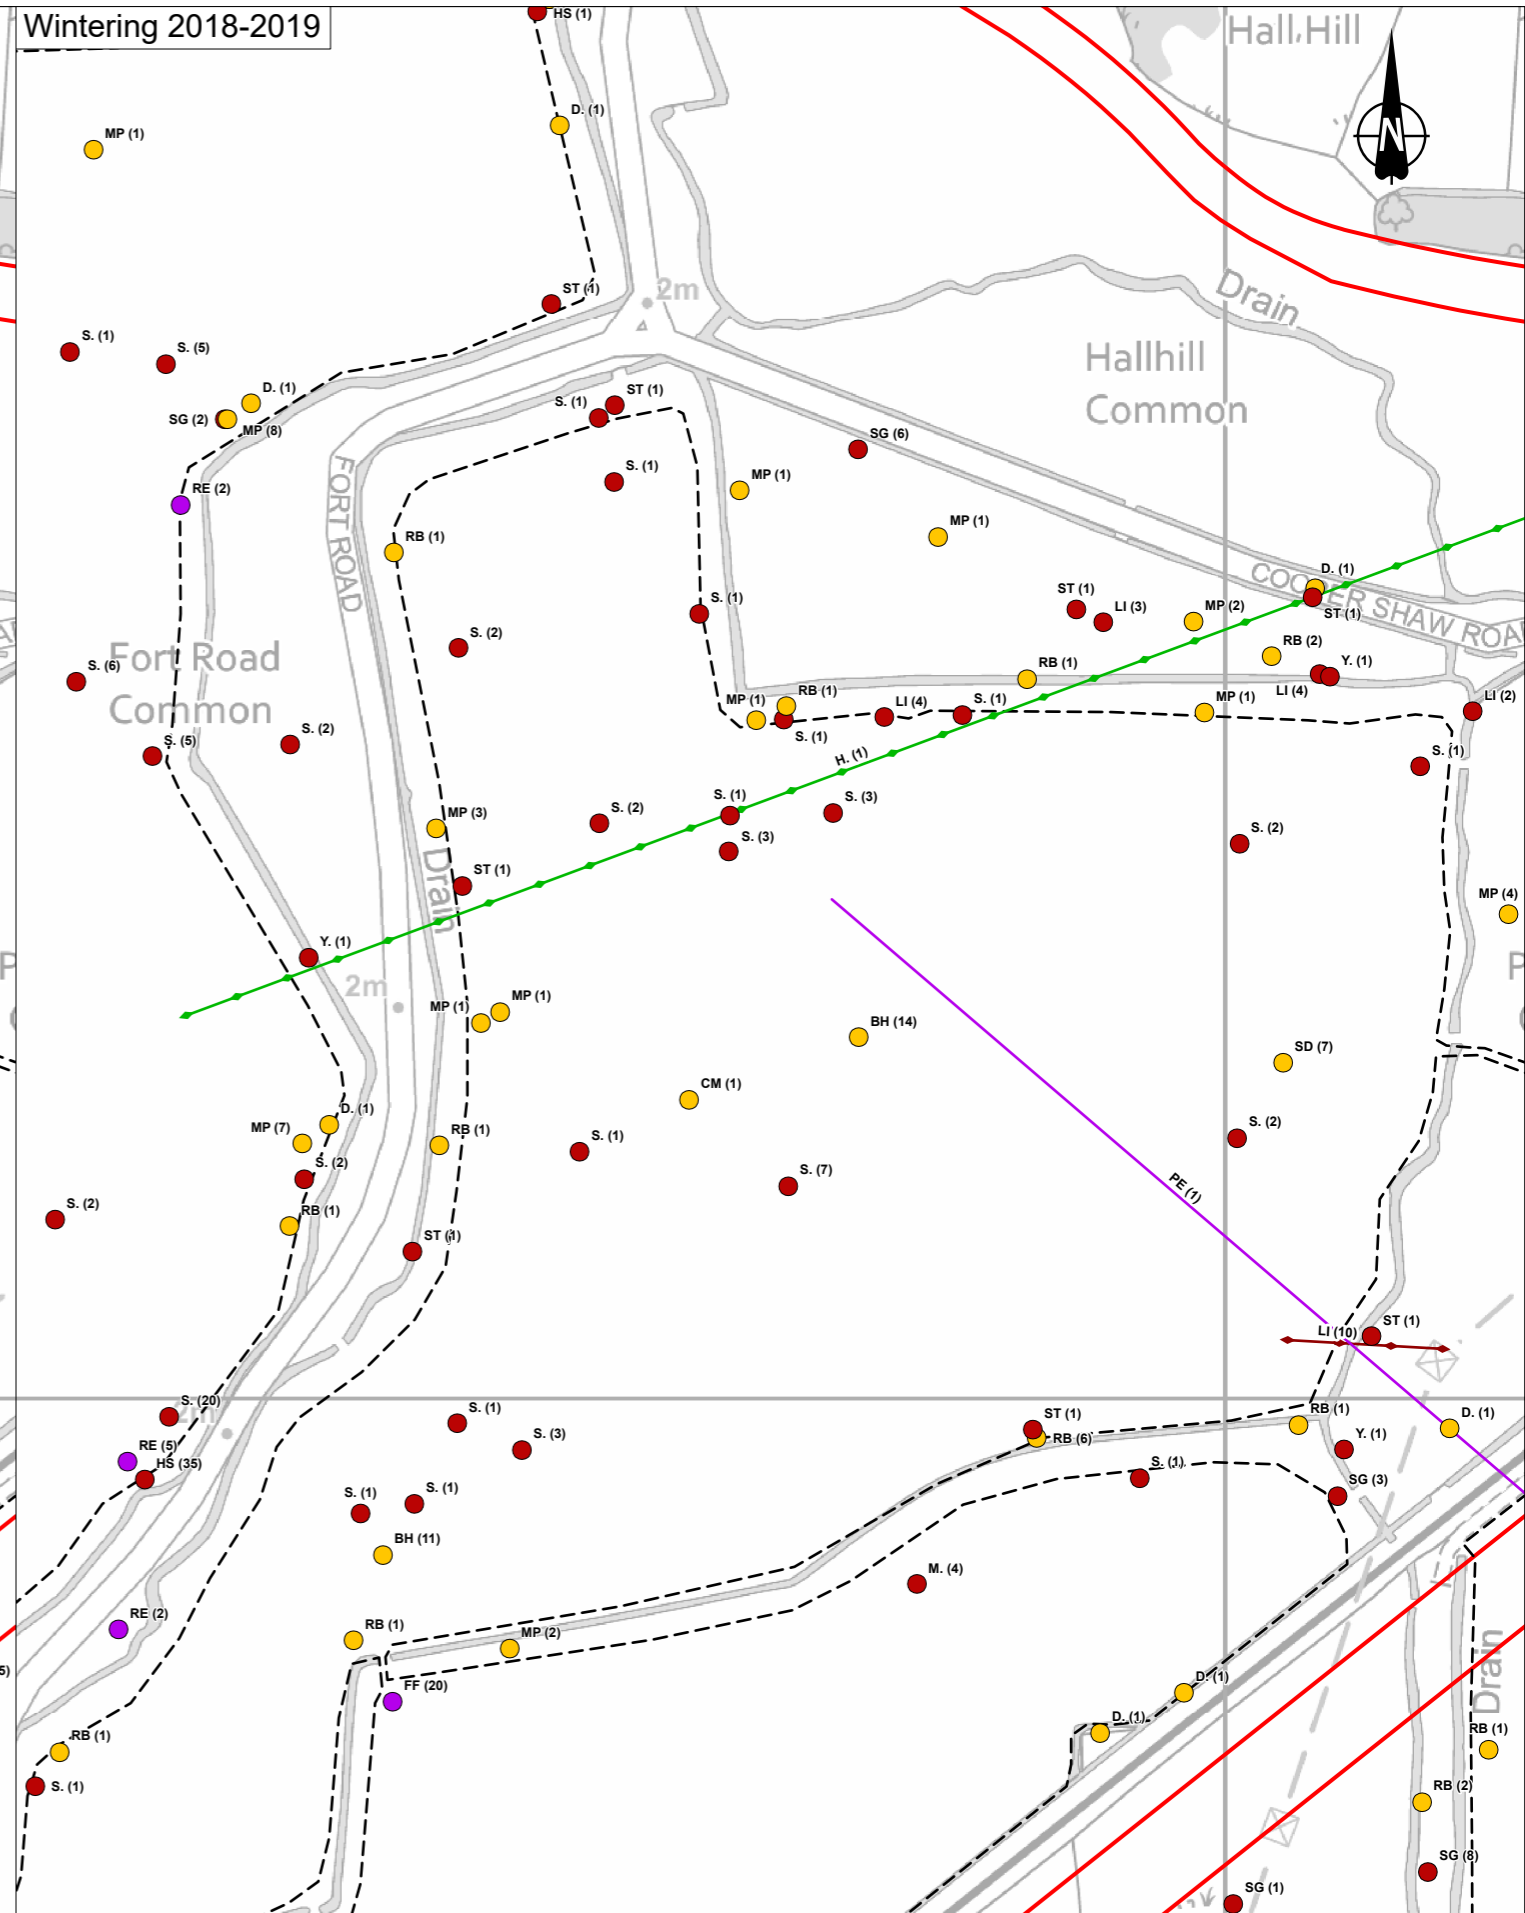 Wintering 2018-2019
HS (1)
Hall Hill
N
D. (1)
MP (1)
ST (1)
2m
Drain
S. (1)
S. (5)
Hallhill
Common
D. (1)
SG (2)
MP (8)
S. (1)
ST (1)
SG (6)
RE (2)
FORT ROAD
S. (1)
MP (1)
MP (1)
RB (1)
COOPER SHAW ROAD
D. (1)
ST (1)
S. (1)
ST (1)
LI (3)
MP (2)
S. (2)
RB (2)
Fort Road
Common
S. (6)
RB (1)
Y. (1)
LI (4)
LI (2)
MP (1)
RB (1)
S. (1)
LI (4)
S. (1)
MP (1)
S. (5)
S. (2)
H. (1)
S. (1)
S. (2)
S. (1)
S. (3)
MP (3)
S. (3)
S. (2)
Drain
ST (1)
MP (4)
Y. (1)
2m
P
MP (1)
MP (1)
BH (14)
SD (7)
CM (1)
D. (1)
MP (7)
RB (1)
S. (1)
S. (2)
S. (2)
S. (7)
PE (1)
S. (2)
RB (1)
ST (1)
LI (10)
ST (1)
S. (20)
2m
S. (1)
ST (1)
RB (6)
RB (1)
D. (1)
S. (3)
Y. (1)
RE (5)
HS (35)
S. (1)
S. (1)
S. (1)
SG (3)
BH (11)
M. (4)
RE (2)
RB (1)
MP (2)
5)
FF (20)
D. (1)
D. (1)
Drain
RB (1)
RB (1)
S. (1)
RB (2)
SG (8)
SG (1)